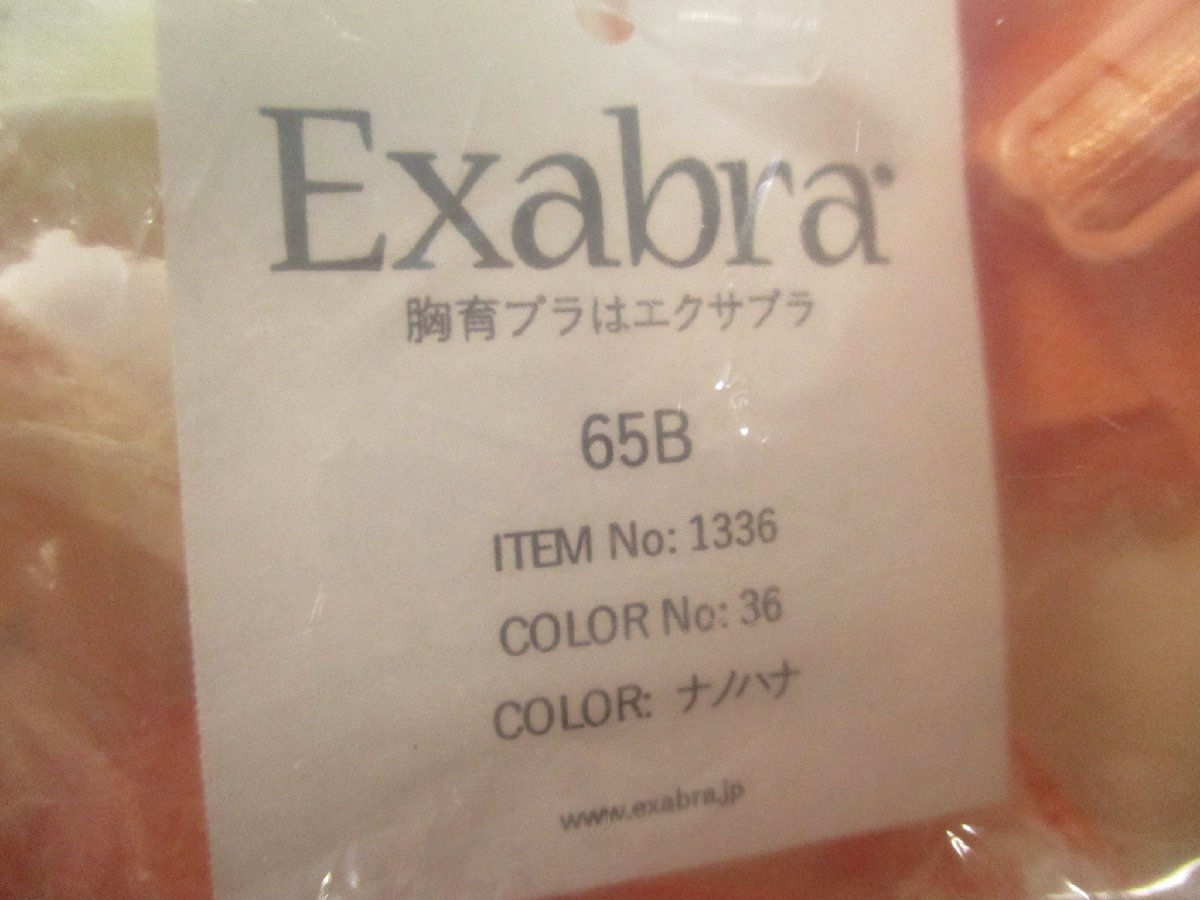 Exabra
胸育ブラはエクサブラ
65B
ITEM No: 1336
COLOR No: 36
COLOR: ナノハナ
www.exabra.jp